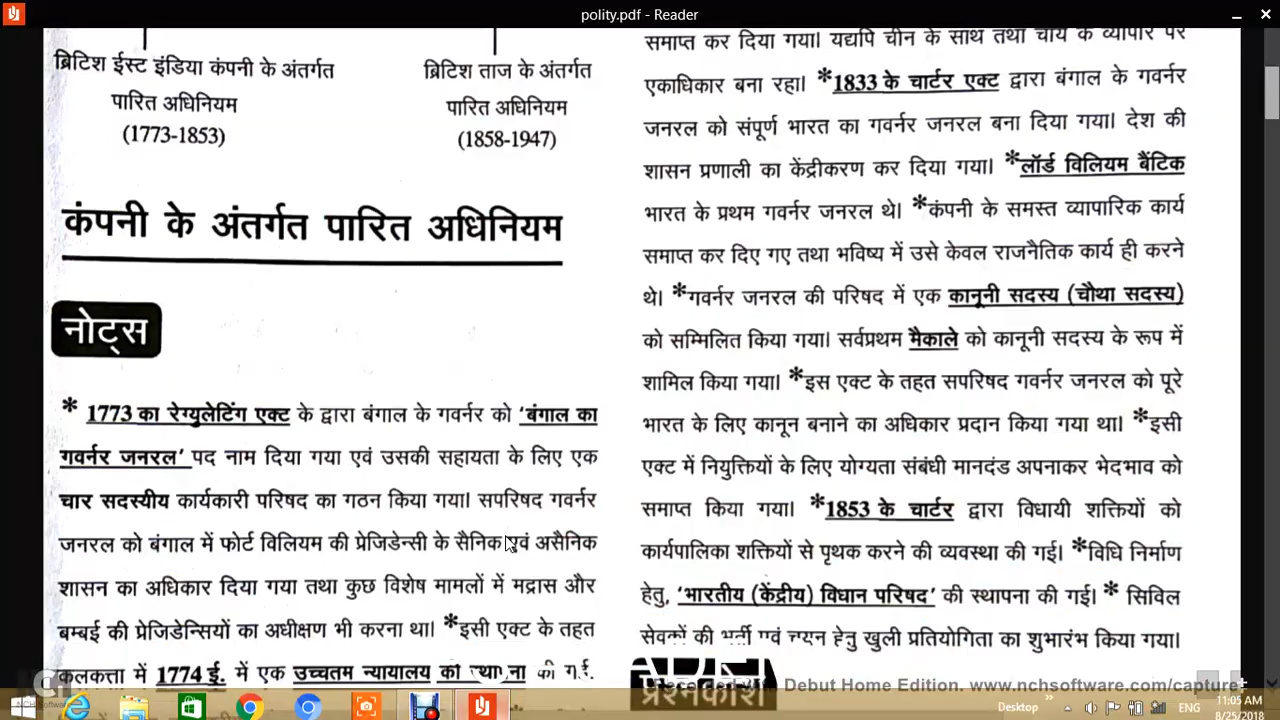 polity.pdf - Reader
ब्रिटिश ईस्ट इंडिया कंपनी के अंतर्गत
पारित अधिनियम
(1773-1853)
ब्रिटिश ताज के अंतर्गत
पारित अधिनियम
(1858-1947)
कंपनी के अंतर्गत पारित अधिनियम
नोट्स
* 1773 का रेग्युलेटिंग एक्ट के द्वारा बंगाल के गवर्नर को ‘बंगाल का
गवर्नर जनरल’ पद नाम दिया गया एवं उसकी सहायता के लिए एक
चार सदस्यीय कार्यकारी परिषद का गठन किया गया। सपरिषद गवर्नर
जनरल को बंगाल में फोर्ट विलियम की प्रेजिडेन्सी के सैनिक एवं असैनिक
शासन का अधिकार दिया गया तथा कुछ विशेष मामलों में मद्रास और
बम्बई की प्रेजिडेन्सियों का अधीक्षण भी करना था। *इसी एक्ट के तहत
कलकत्ता में 1774 ई. में एक उच्चतम न्यायालय की स्थापना की गई,
समाप्त कर दिया गया। यद्यपि चीन के साथ तथा चाय के व्यापार पर
एकाधिकार बना रहा। *1833 के चार्टर एक्ट द्वारा बंगाल के गवर्नर
जनरल को संपूर्ण भारत का गवर्नर जनरल बना दिया गया। देश की
शासन प्रणाली का केंद्रीकरण कर दिया गया। *लॉर्ड विलियम बैंटिक
भारत के प्रथम गवर्नर जनरल थे। *कंपनी के समस्त व्यापारिक कार्य
समाप्त कर दिए गए तथा भविष्य में उसे केवल राजनैतिक कार्य ही करने
थे। *गवर्नर जनरल की परिषद में एक कानूनी सदस्य (चौथा सदस्य)
को सम्मिलित किया गया। सर्वप्रथम मैकाले को कानूनी सदस्य के रूप में
शामिल किया गया। *इस एक्ट के तहत सपरिषद गवर्नर जनरल को पूरे
भारत के लिए कानून बनाने का अधिकार प्रदान किया गया था। *इसी
एक्ट में नियुक्तियों के लिए योग्यता संबंधी मानदंड अपनाकर भेदभाव को
समाप्त किया गया। *1853 के चार्टर द्वारा विधायी शक्तियों को
कार्यपालिका शक्तियों से पृथक करने की व्यवस्था की गई। *विधि निर्माण
हेतु, ‘भारतीय (केंद्रीय) विधान परिषद’ की स्थापना की गई। * सिविल
सेवकों की भर्ती एवं चयन हेतु खुली प्रतियोगिता का शुभारंभ किया गया।
Debut Home Edition. www.nchsoftware.com/capture
NCH Software
Desktop
ENG
11:05 AM
8/25/2018